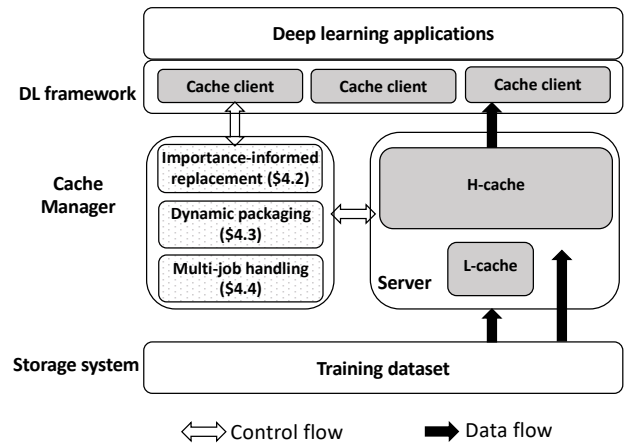 Deep learning applications
DL framework
Cache client
Cache client
Cache client
Cache
Manager
Importance-informed
replacement ($4.2)
Dynamic packaging
($4.3)
Multi-job handling
($4.4)
H-cache
L-cache
Server
Storage system
Training dataset
Control flow
Data flow